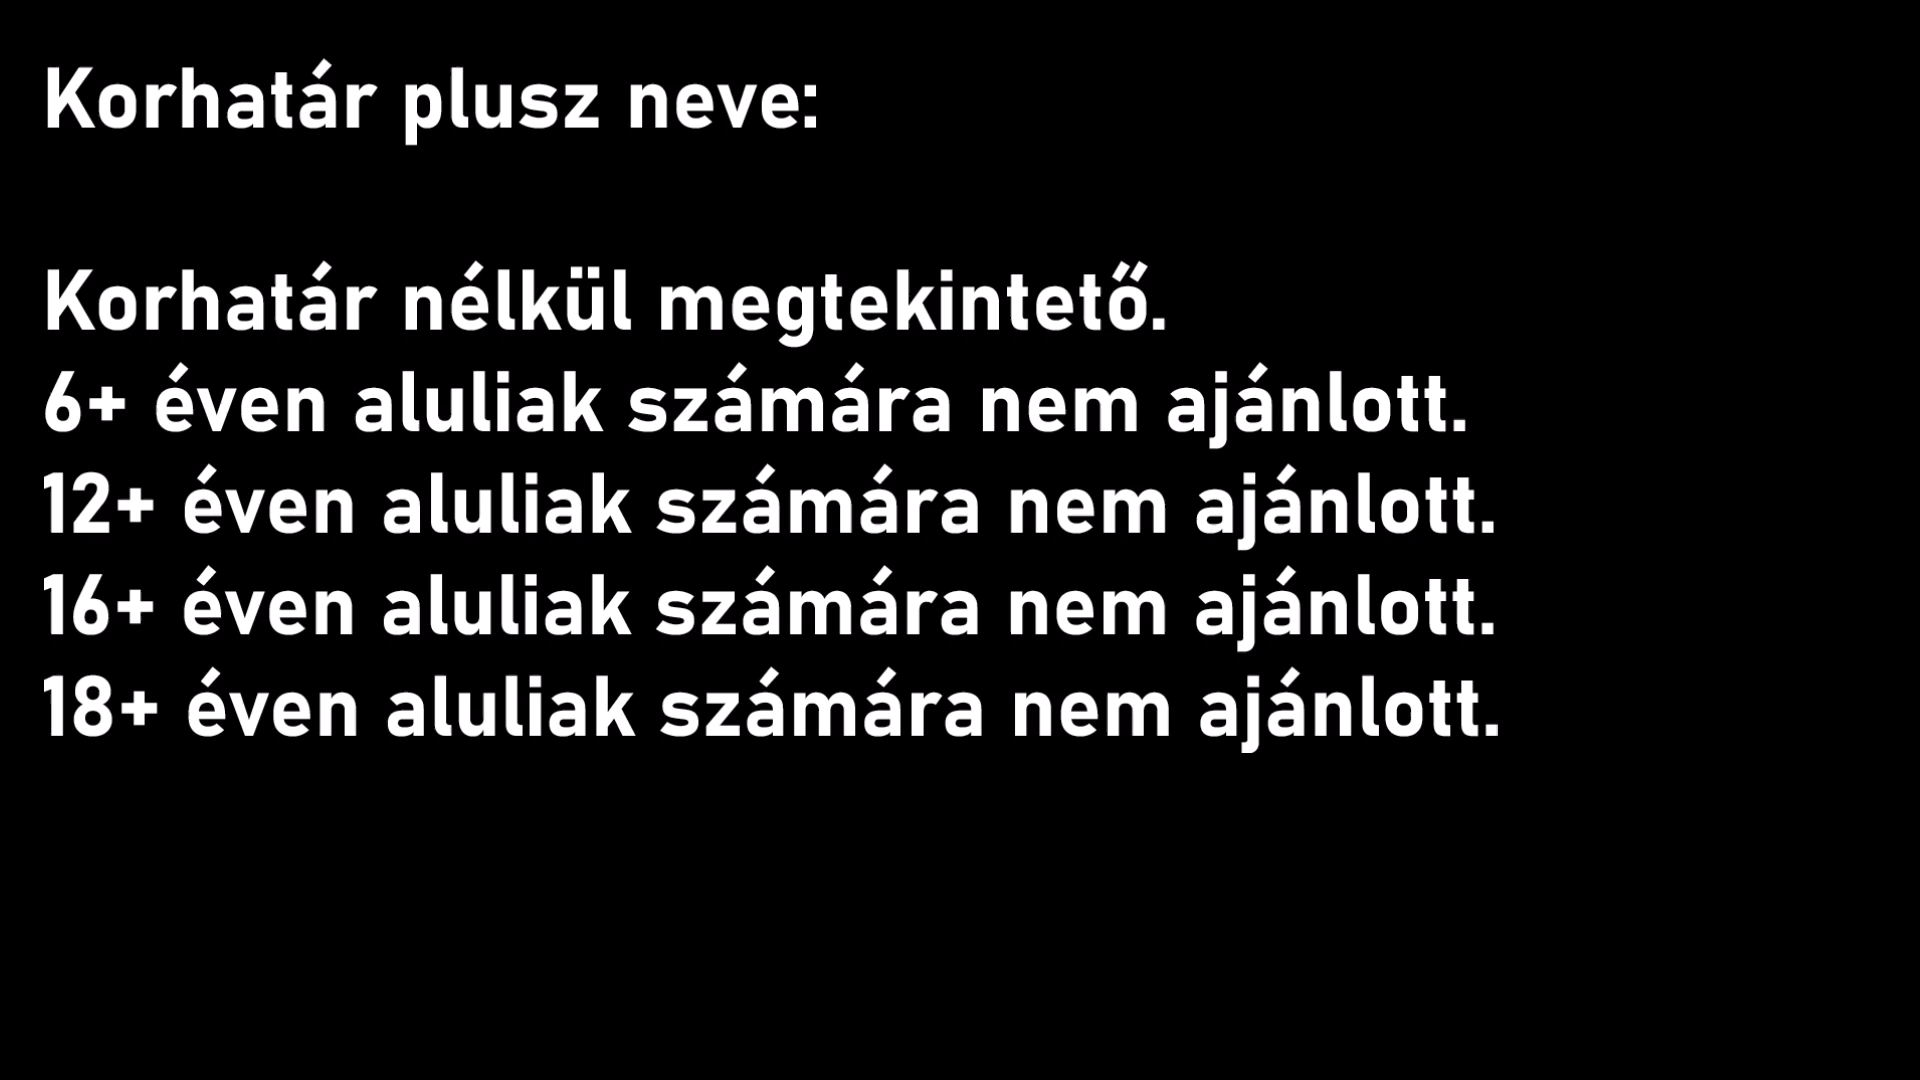 Korhatár plusz neve:
Korhatár nélkül megtekintető.
6+ éven aluliak számára nem ajánlott.
12+ éven aluliak számára nem ajánlott.
16+ éven aluliak számára nem ajánlott.
18+ éven aluliak számára nem ajánlott.